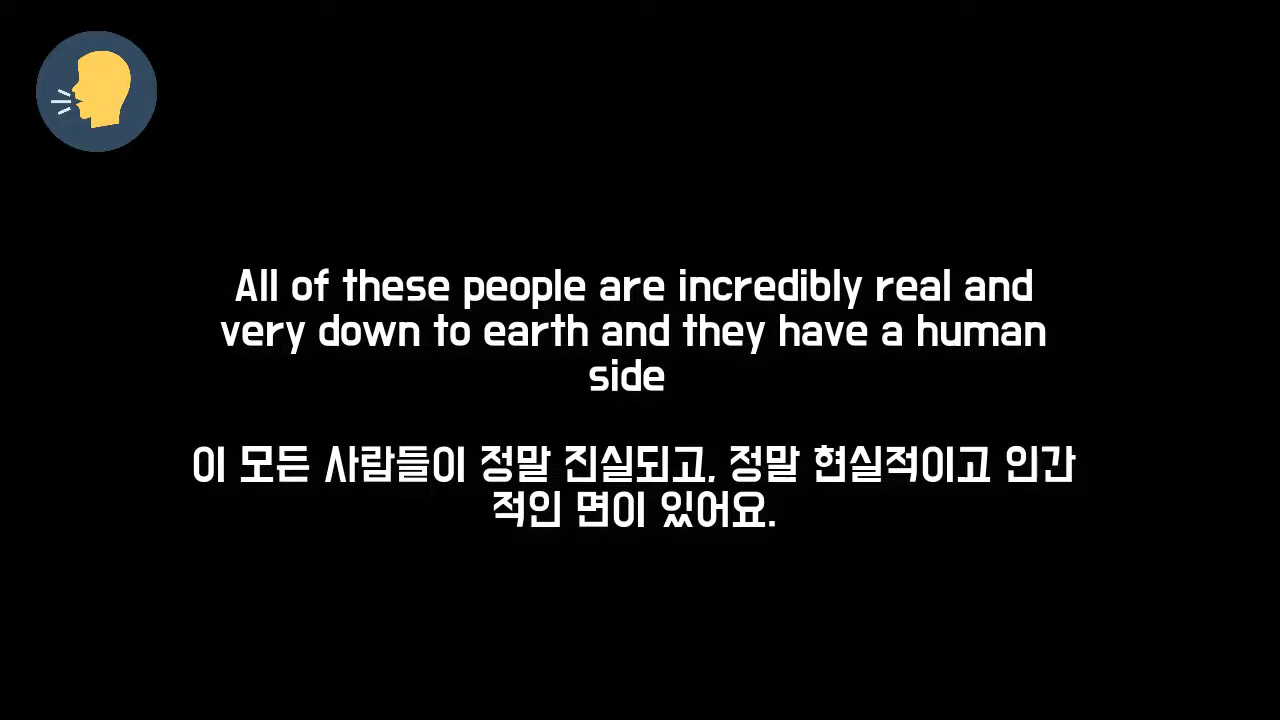 All of these people are incredibly real and
very down to earth and they have a human
side
이 모든 사람들이 정말 진실되고, 정말 현실적이고 인간
적인 면이 있어요.